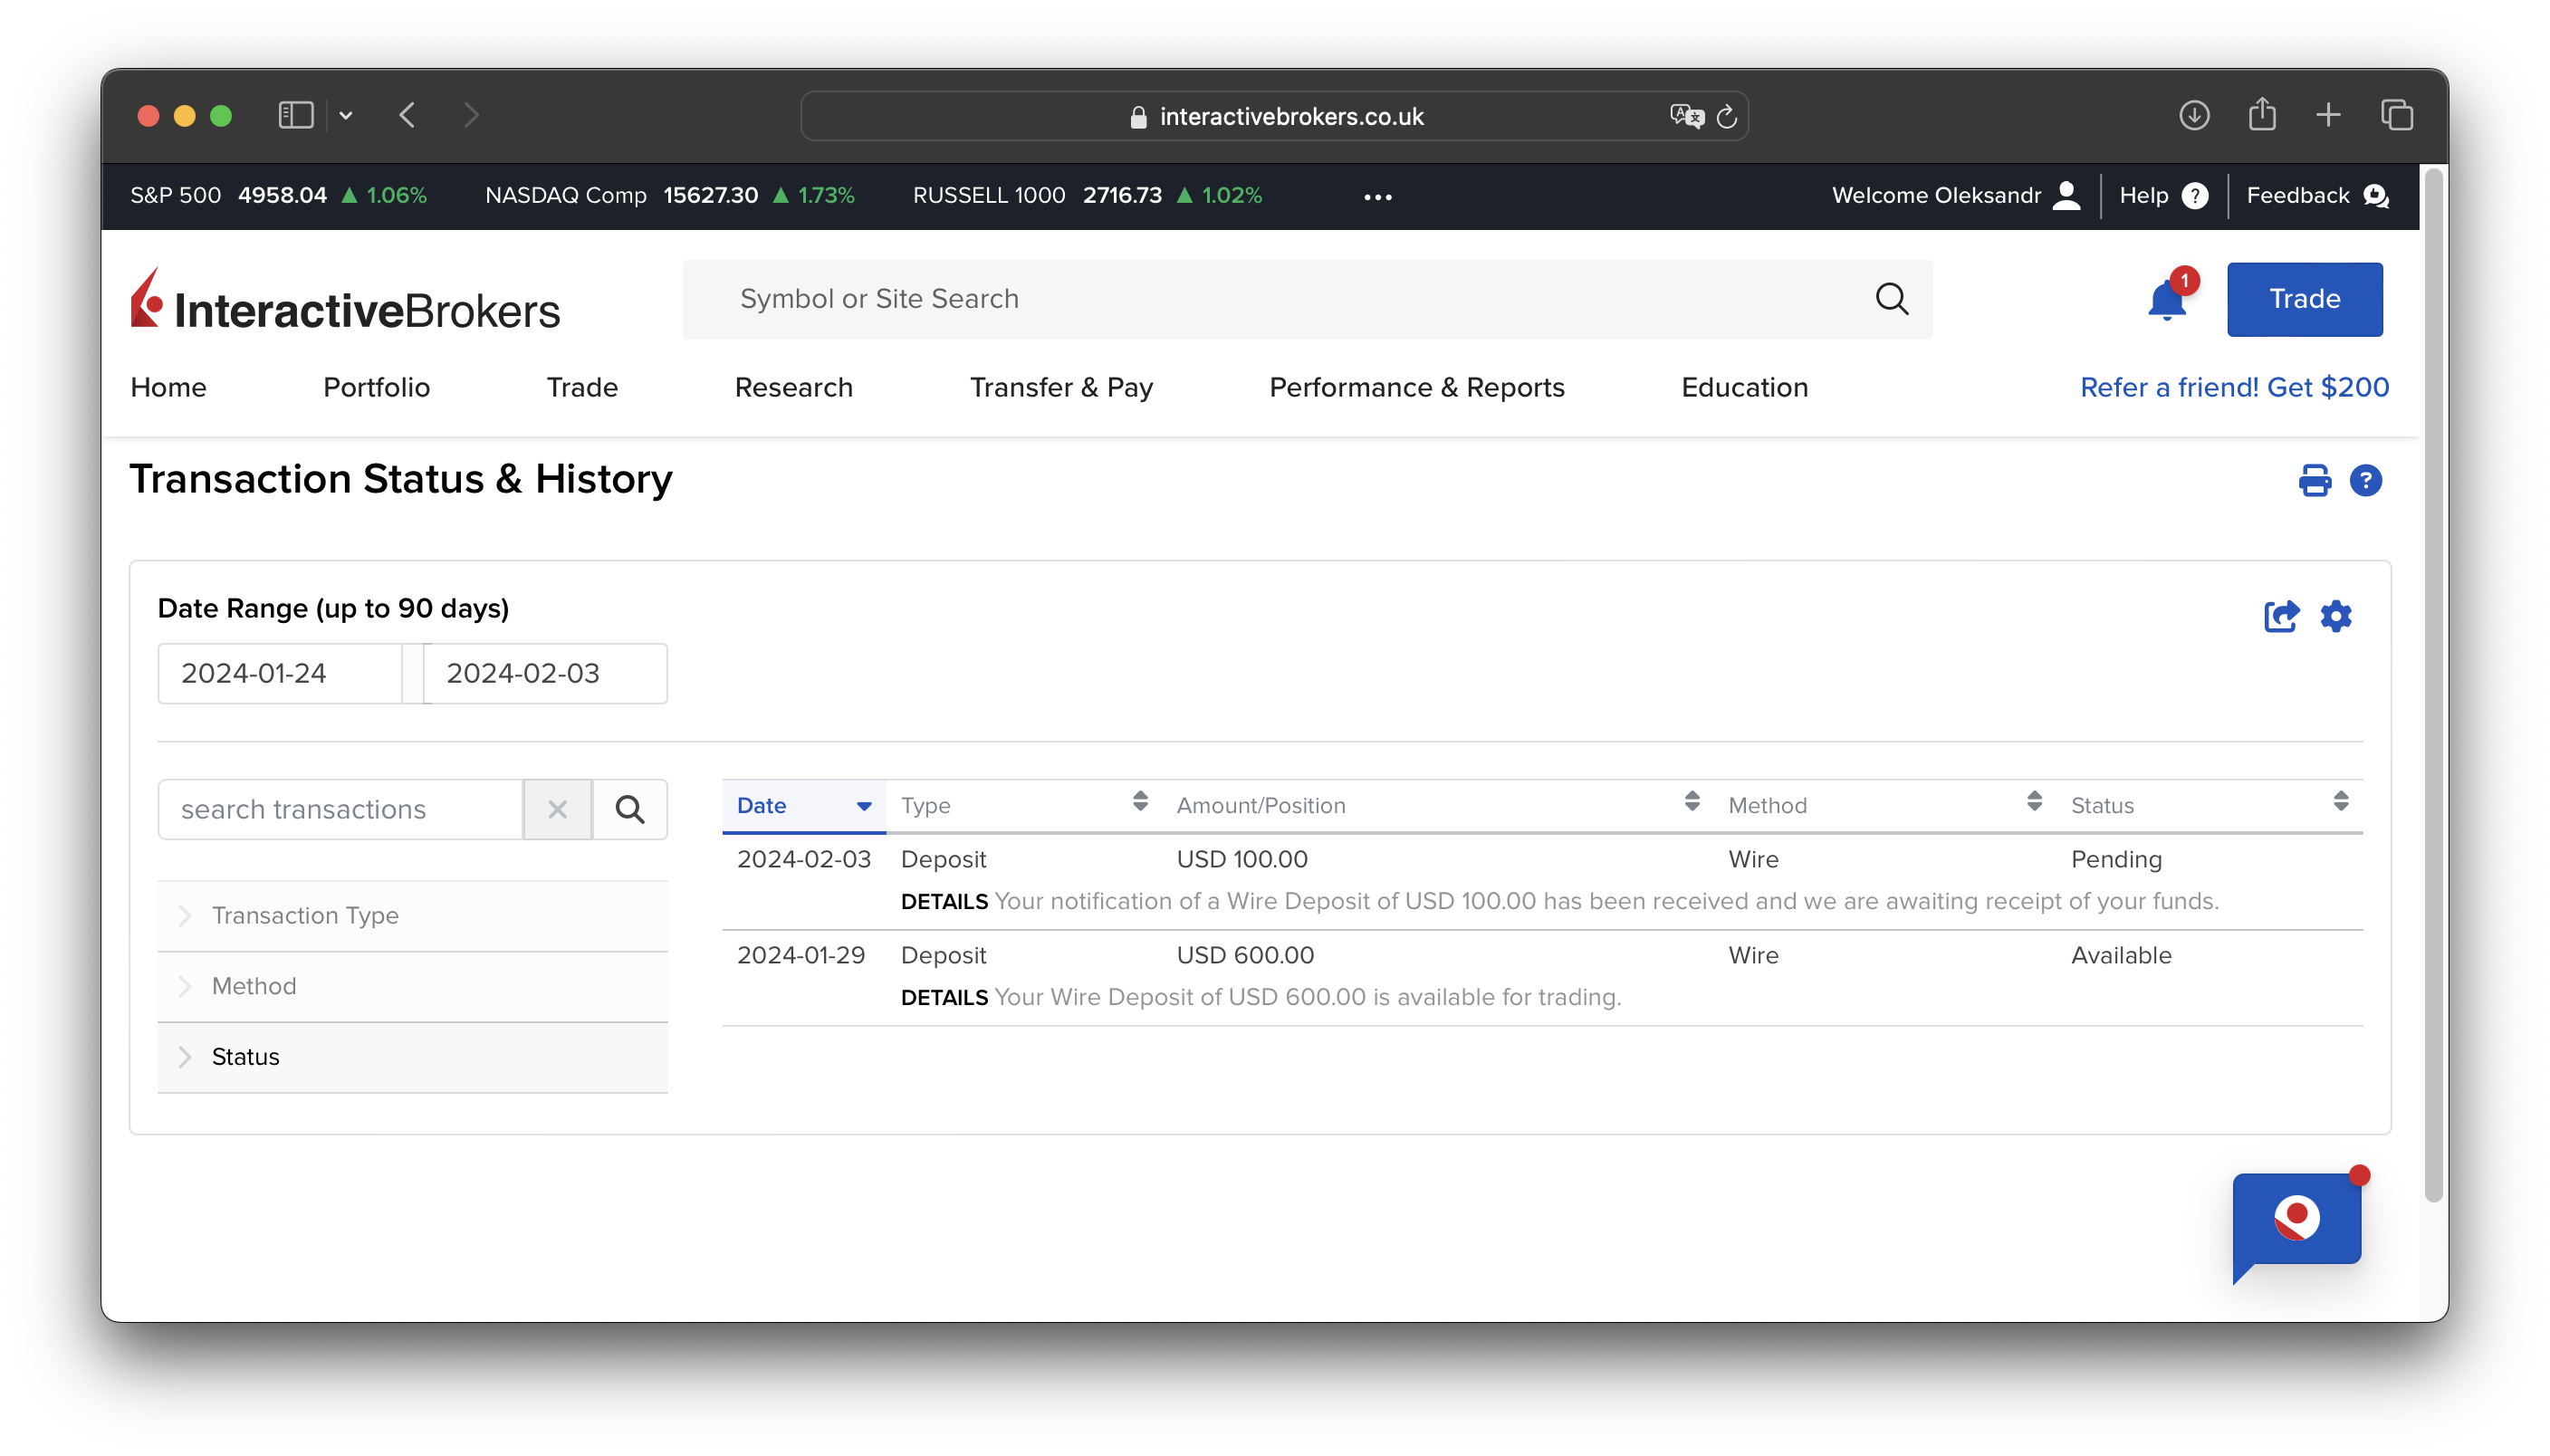 interactivebrokers.co.uk
S&P 500 4958.04 ▲ 1.06% NASDAQ Comp 15627.30 ▲ 1.73% RUSSELL 1000 2716.73 ▲ 1.02% ••• Welcome Oleksandr Help ? Feedback
InteractiveBrokers Symbol or Site Search 1 Trade
Home Portfolio Trade Research Transfer & Pay Performance & Reports Education Refer a friend! Get $200
Transaction Status & History ?
Date Range (up to 90 days)
2024-01-24 2024-02-03
search transactions
Transaction Type
Method
Status
Date Type Amount/Position Method Status
2024-02-03 Deposit USD 100.00 Wire Pending
DETAILS Your notification of a Wire Deposit of USD 100.00 has been received and we are awaiting receipt of your funds.
2024-01-29 Deposit USD 600.00 Wire Available
DETAILS Your Wire Deposit of USD 600.00 is available for trading.